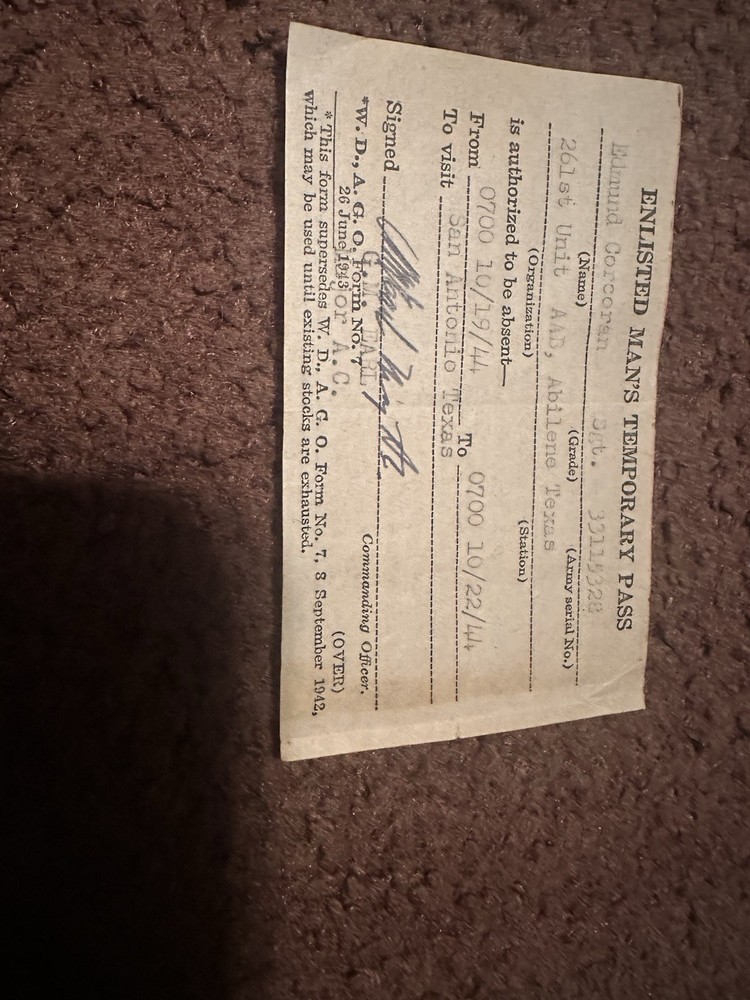 ENLISTED MAN'S TEMPORARY PASS
Edmund Corcoran Sgt.
(Name) (Grade) (Army serial No.)
261st Unit AAD, Abilene Texas
(Organization) (Station)
is authorized to be absent—
From 0700 10/19/44 To 0700 10/22/44
To visit San Antonio Texas
Signed
Commanding Officer.
EARL
*W. D., A. G. O. Form No. 7
26 June 1943
A.C.
(OVER)
* This form supersedes W. D., A. G. O. Form No. 7, 8 September 1942,
which may be used until existing stocks are exhausted.